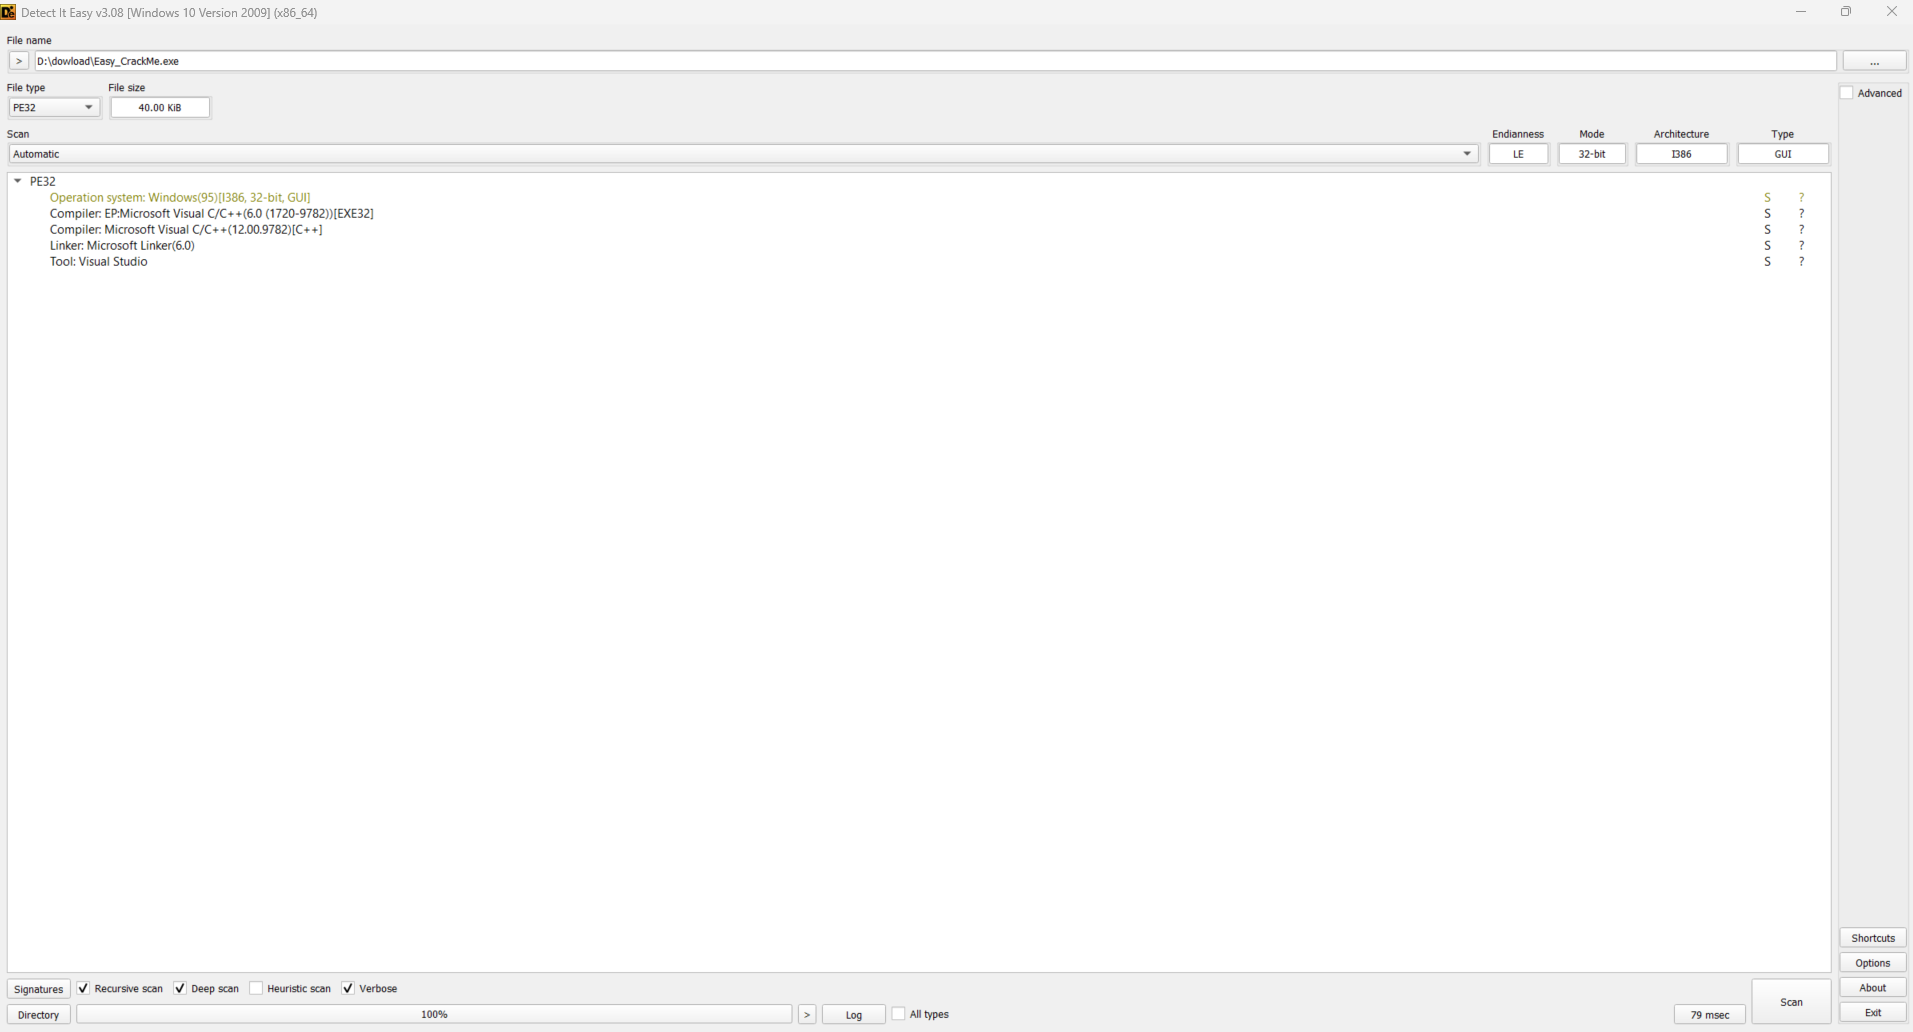 Detect It Easy v3.08 [Windows 10 Version 2009] (x86_64)
File name
> D:\dowload\Easy_CrackMe.exe ...
File type File size
PE32 40.00 KiB
Advanced
Scan Endianness Mode Architecture Type
Automatic LE 32-bit I386 GUI
PE32
Operation system: Windows(95)[I386, 32-bit, GUI] S ?
Compiler: EP:Microsoft Visual C/C++(6.0 (1720-9782))[EXE32] S ?
Compiler: Microsoft Visual C/C++(12.00.9782)[C++] S ?
Linker: Microsoft Linker(6.0) S ?
Tool: Visual Studio S ?
Shortcuts
Options
Signatures Recursive scan Deep scan Heuristic scan Verbose About
Scan
Directory 100% > Log All types 79 msec Exit